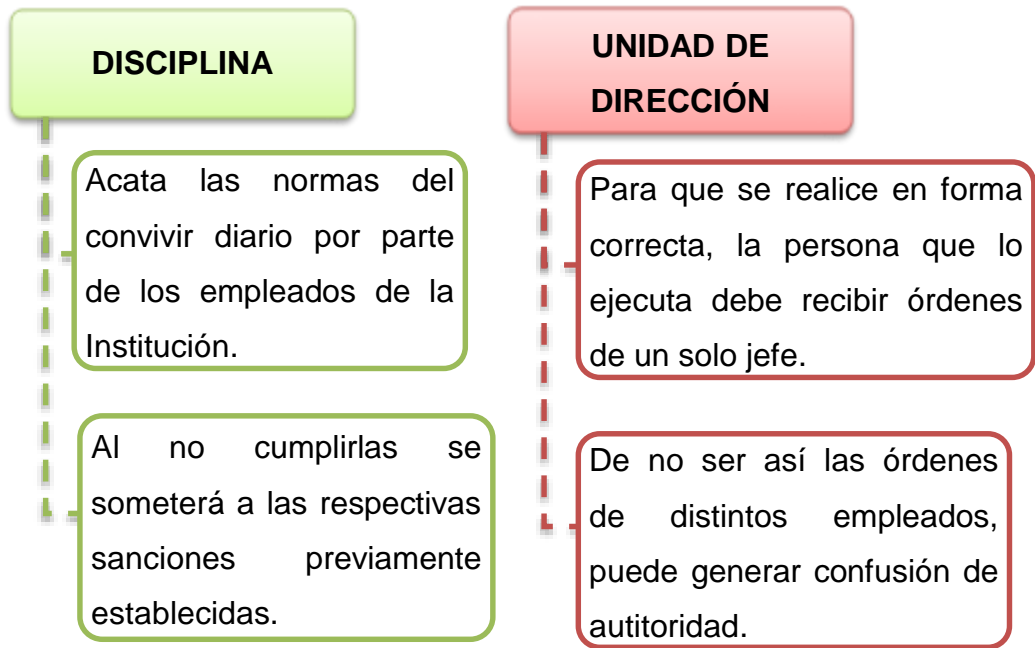 DISCIPLINA
Acata las normas del
convivir diario por parte
de los empleados de la
Institución.
Al no cumplirlas se
someterá a las respectivas
sanciones previamente
establecidas.
UNIDAD DE
DIRECCIÓN
Para que se realice en forma
correcta, la persona que lo
ejecuta debe recibir órdenes
de un solo jefe.
De no ser así las órdenes
de distintos empleados,
puede generar confusión de
autitoridad.